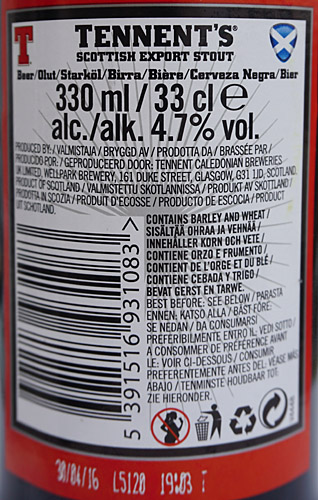 T
TENNENT'S®
SCOTTISH EXPORT STOUT
Beer/Olut/Starköl/Birra/Bière/Cerveza Negra/Bier
330 ml / 33 cl e
alc./alk. 4.7% vol.
PRODUCED BY: / VALMISTAJA / BRYGGD AV / PRODOTTA DA / BRASSÉE PAR /
PRODUCIDO POR: / GEPRODUCEERD DOOR: TENNENT CALEDONIAN BREWERIES
UK LIMITED, WELLPARK BREWERY, 161 DUKE STREET, GLASGOW, G31 1JD, SCOTLAND.
PRODUCT OF SCOTLAND / VALMISTETTU SKOTLANNISSA / PRODUKT AV SKOTTLAND /
PRODOTTA IN SCOZIA / PRODUIT D'ECOSSE / PRODUCTO DE ESCOCIA / PRODUCT
UIT SCHOTLAND.
CONTAINS BARLEY AND WHEAT /
SISÄLTÄÄ OHRAA JA VEHNÄÄ /
INNEHÅLLER KORN OCH VETE /
CONTIENE ORZO E FRUMENTO /
CONTIENT DE L'ORGE ET DU BLÉ /
CONTIENE CEBADA Y TRIGO /
BEVAT GERST EN TARWE.
BEST BEFORE: SEE BELOW / PARASTA
ENNEN: KATSO ALLA / BÄST FÖRE:
SE NEDAN / DA CONSUMARSI
PREFERIBILMENTE ENTRO IL: VEDI SOTTO /
A CONSOMMER DE PRÉFÉRENCE AVANT
LE: VOIR CI-DESSOUS / CONSUMIR
PREFERENTEMENTE ANTES DEL: VÉASE MÁS
ABAJO / TENMINSTE HOUDBAAR TOT:
ZIE HIERONDER.
5 391516 931083 >
30/04/16 L5120 19:03 T